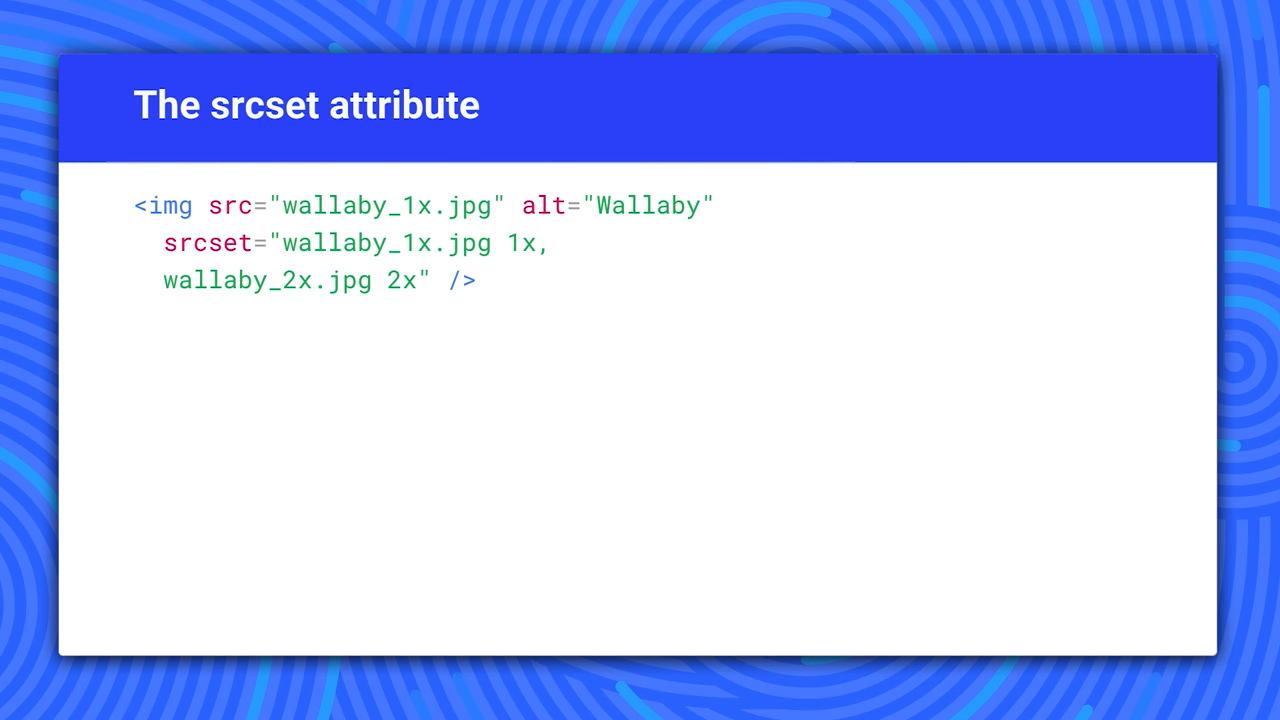 The srcset attribute
<img src="wallaby_1x.jpg" alt="Wallaby"
srcset="wallaby_1x.jpg 1x,
wallaby_2x.jpg 2x" />